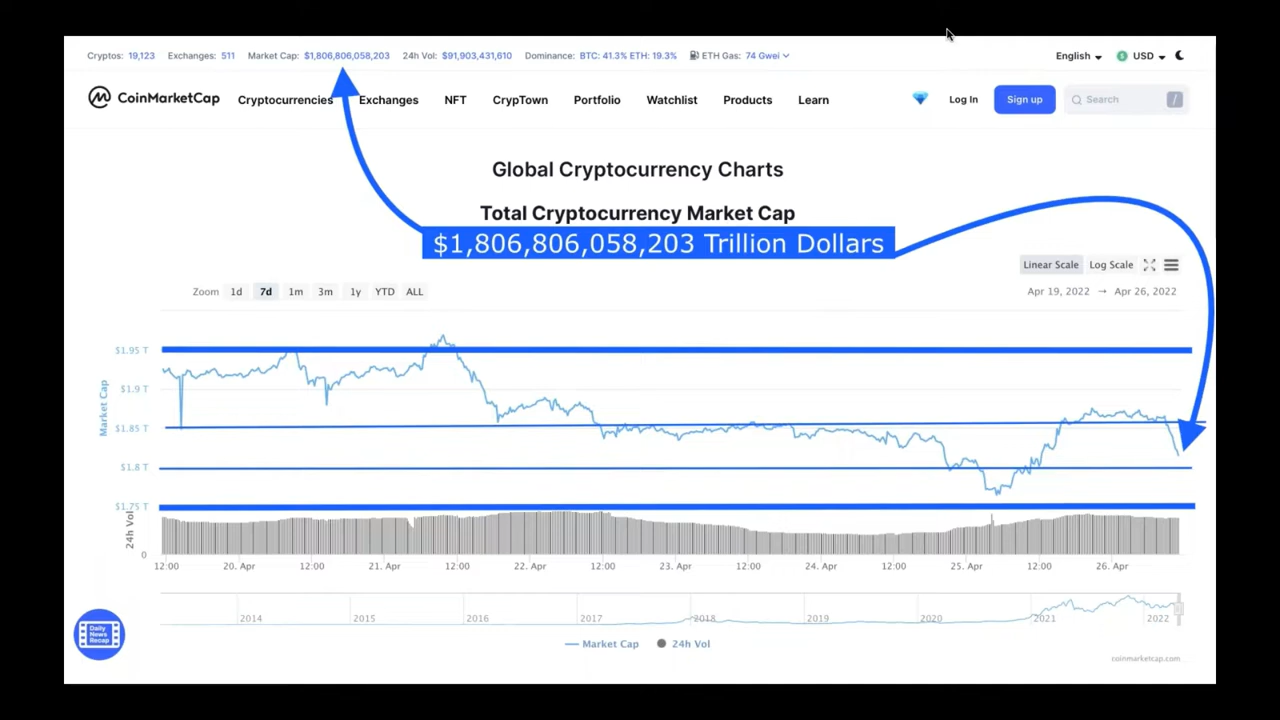 Cryptos: 19,123 Exchanges: 511 Market Cap: $1,806,806,058,203 24h Vol: $91,903,431,610 Dominance: BTC: 41.3% ETH: 19.3% ETH Gas: 74 Gwei English USD
CoinMarketCap Cryptocurrencies Exchanges NFT CrypTown Portfolio Watchlist Products Learn Log In Sign up Search /
Global Cryptocurrency Charts
Total Cryptocurrency Market Cap
$1,806,806,058,203 Trillion Dollars
Linear Scale Log Scale
Zoom 1d 7d 1m 3m 1y YTD ALL Apr 19, 2022 → Apr 26, 2022
$1.95 T
$1.9 T
Market Cap
$1.85 T
$1.8 T
$1.75 T
24h Vol
0
12:00 20. Apr 12:00 21. Apr 12:00 22. Apr 12:00 23. Apr 12:00 24. Apr 12:00 25. Apr 12:00 26. Apr
2014 2015 2016 2017 2018 2019 2020 2021 2022
Daily
News
Recap
Market Cap 24h Vol
coinmarketcap.com